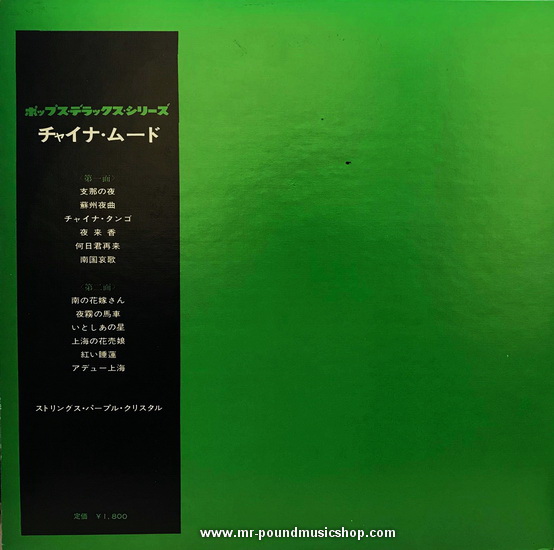 ポップス・デラックス・シリーズ
チャイナ・ムード
〈第一面〉
支那の夜
蘇州夜曲
チャイナ・タンゴ
夜来香
何日君再来
南国哀歌
〈第二面〉
南の花嫁さん
夜霧の馬車
いとしあの星
上海の花売娘
紅い睡蓮
アデュー上海
ストリングス・パープル・クリスタル
定価 ￥1,800
www.mr-poundmusicshop.com